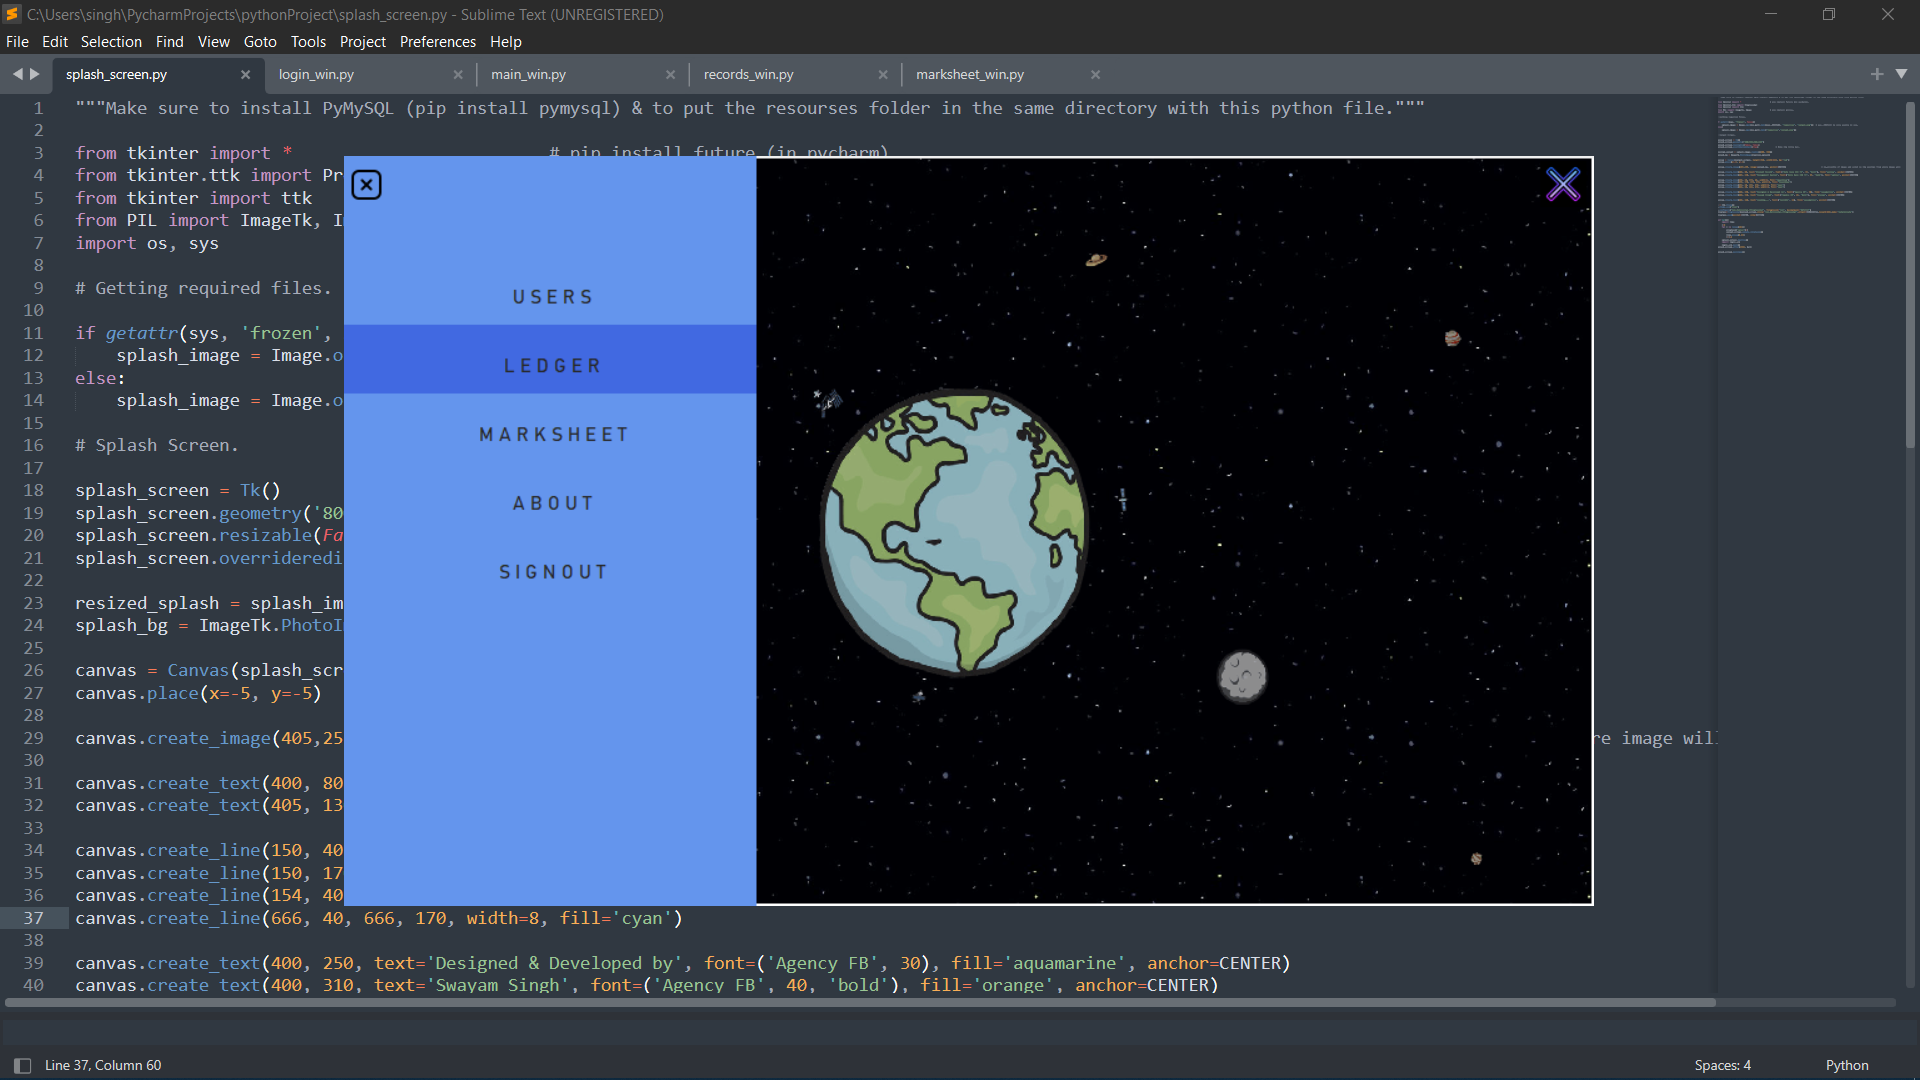 C:\Users\singh\PycharmProjects\pythonProject\splash_screen.py - Sublime Text (UNREGISTERED)
File Edit Selection Find View Goto Tools Project Preferences Help
splash_screen.py login_win.py main_win.py records_win.py marksheet_win.py
1 """Make sure to install PyMySQL (pip install pymysql) & to put the resourses folder in the same directory with this python file."""
2
3 from tkinter import * # pip install future (in pycharm)
4 from tkinter.ttk import Pr
5 from tkinter import ttk
6 from PIL import ImageTk, I
7 import os, sys
8
9 # Getting required files.
10
11 if getattr(sys, 'frozen',
12 splash_image = Image.o
13 else:
14 splash_image = Image.o
15
16 # Splash Screen.
17
18 splash_screen = Tk()
19 splash_screen.geometry('80
20 splash_screen.resizable(Fa
21 splash_screen.overrideredi
22
23 resized_splash = splash_im
24 splash_bg = ImageTk.PhotoI
25
26 canvas = Canvas(splash_scr
27 canvas.place(x=-5, y=-5)
28
29 canvas.create_image(405,25 re image wil
30
31 canvas.create_text(400, 80
32 canvas.create_text(405, 13
33
34 canvas.create_line(150, 40
35 canvas.create_line(150, 17
36 canvas.create_line(154, 40
37 canvas.create_line(666, 40, 666, 170, width=8, fill='cyan')
38
39 canvas.create_text(400, 250, text='Designed & Developed by', font=('Agency FB', 30), fill='aquamarine', anchor=CENTER)
40 canvas.create_text(400, 310, text='Swayam Singh', font=('Agency FB', 40, 'bold'), fill='orange', anchor=CENTER)
USERS
LEDGER
MARKSHEET
ABOUT
SIGNOUT
Line 37, Column 60 Spaces: 4 Python